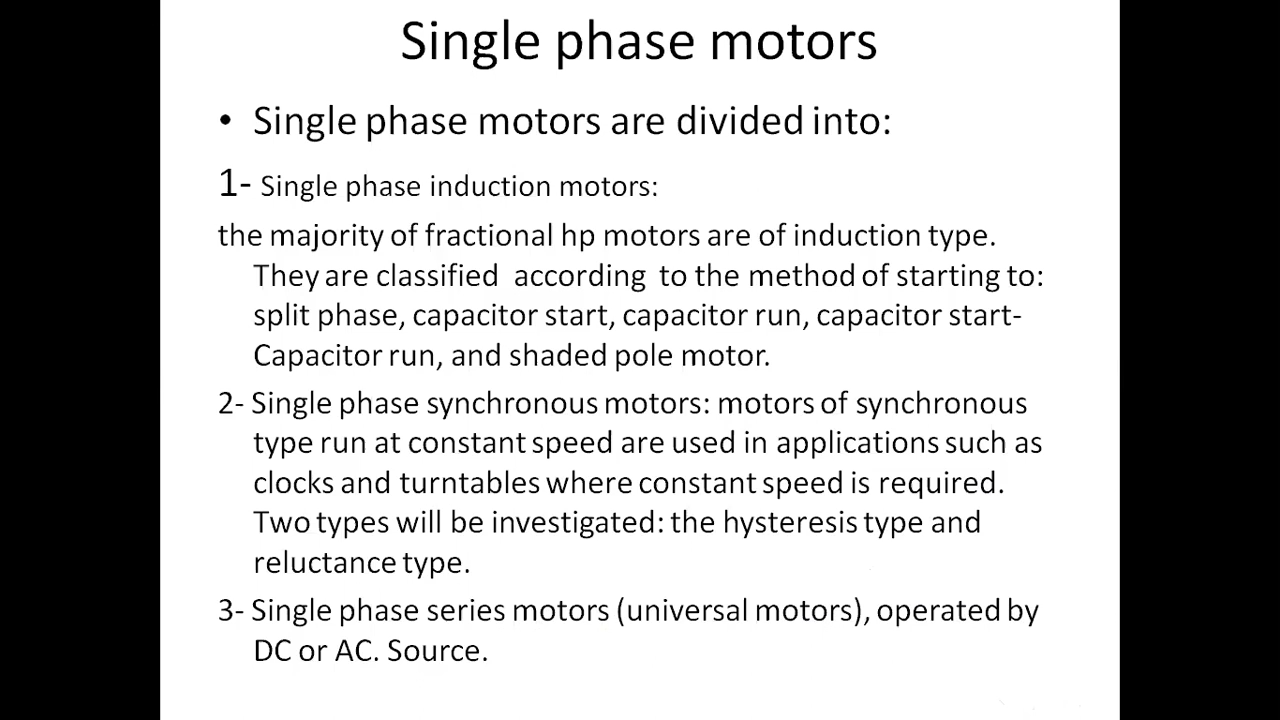 Single phase motors
• Single phase motors are divided into:
1- Single phase induction motors:
the majority of fractional hp motors are of induction type.
They are classified according to the method of starting to:
split phase, capacitor start, capacitor run, capacitor start-
Capacitor run, and shaded pole motor.
2- Single phase synchronous motors: motors of synchronous
type run at constant speed are used in applications such as
clocks and turntables where constant speed is required.
Two types will be investigated: the hysteresis type and
reluctance type.
3- Single phase series motors (universal motors), operated by
DC or AC. Source.